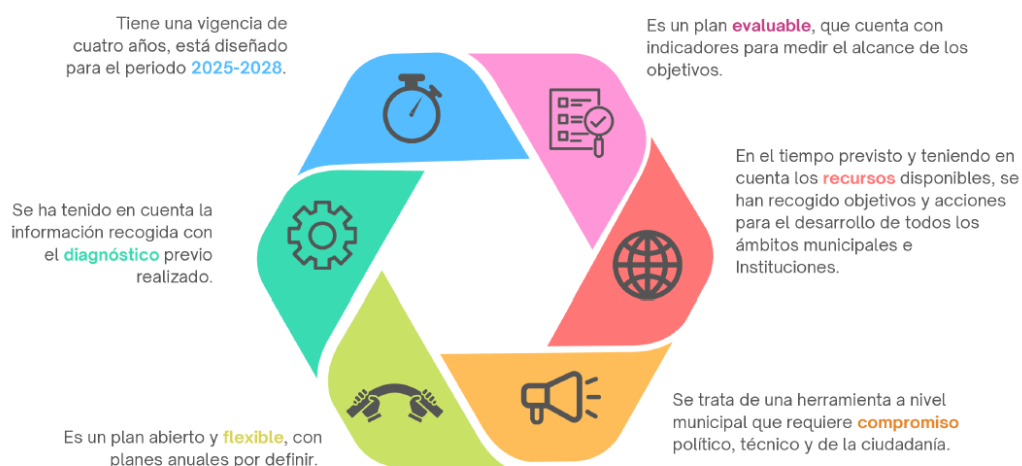 Tiene una vigencia de
cuatro años, está diseñado
para el periodo 2025-2028.
Es un plan evaluable, que cuenta con
indicadores para medir el alcance de los
objetivos.
En el tiempo previsto y teniendo en
cuenta los recursos disponibles, se
han recogido objetivos y acciones
para el desarrollo de todos los
ámbitos municipales e
Instituciones.
Se ha tenido en cuenta la
información recogida con
el diagnóstico previo
realizado.
Se trata de una herramienta a nivel
municipal que requiere compromiso
político, técnico y de la ciudadanía.
Es un plan abierto y flexible, con
planes anuales por definir.